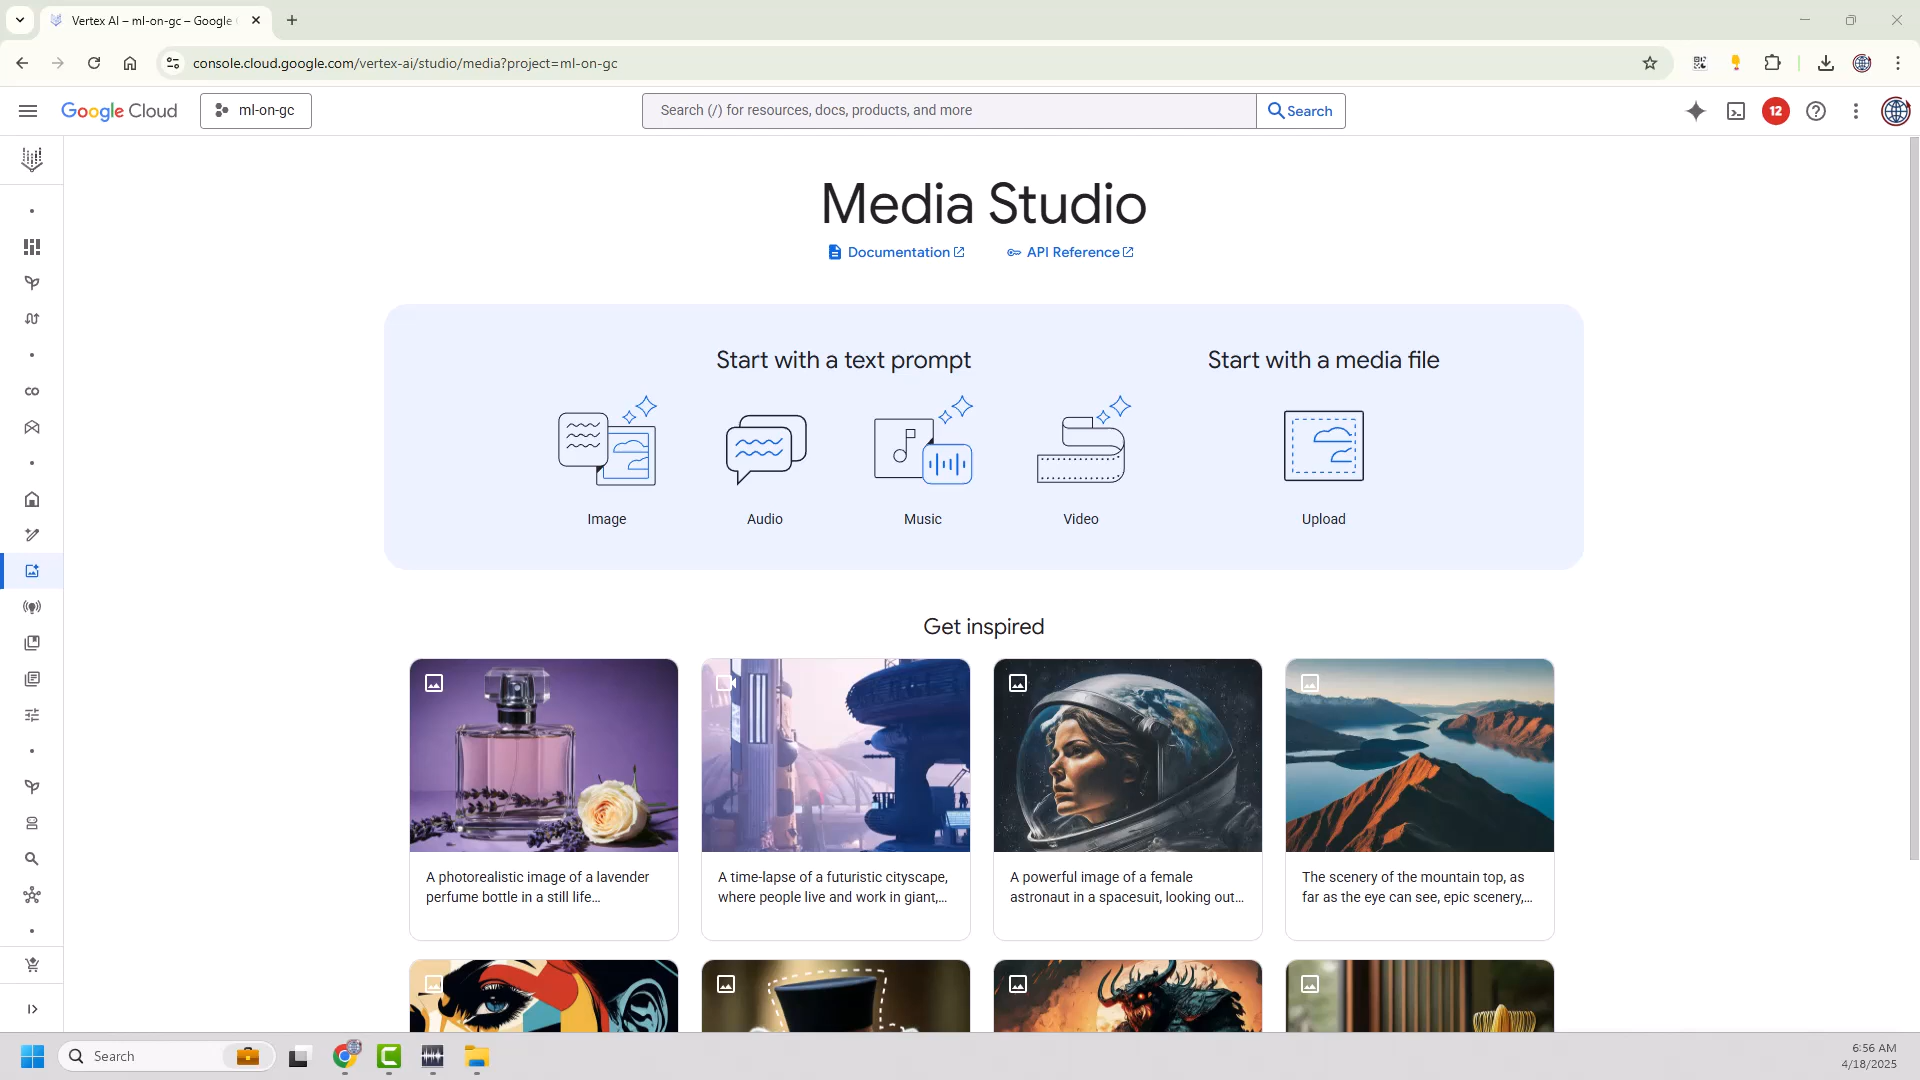 Vertex AI – ml-on-gc – Google
console.cloud.google.com/vertex-ai/studio/media?project=ml-on-gc
Google Cloud
ml-on-gc
Search (/) for resources, docs, products, and more
Search
12
Media Studio
Documentation
API Reference
Start with a text prompt
Start with a media file
Image
Audio
Music
Video
Upload
Get inspired
A photorealistic image of a lavender
perfume bottle in a still life…
A time-lapse of a futuristic cityscape,
where people live and work in giant,…
A powerful image of a female
astronaut in a spacesuit, looking out…
The scenery of the mountain top, as
far as the eye can see, epic scenery,…
Search
6:56 AM
4/18/2025